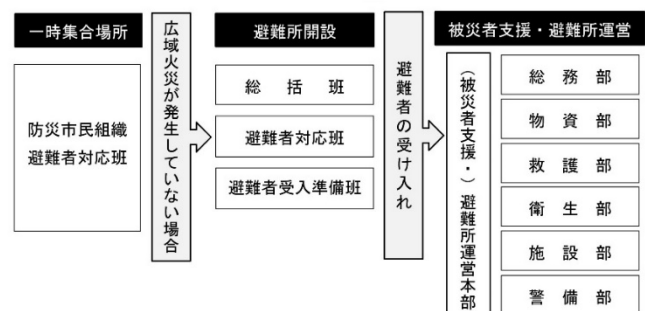 一時集合場所
防災市民組織
避難者対応班
広域火災が発生していない場合
避難所開設
総括班
避難者対応班
避難者受入準備班
避難者の受け入れ
被災者支援・避難所運営
（被災者支援・）避難所運営本部
総務部
物資部
救護部
衛生部
施設部
警備部